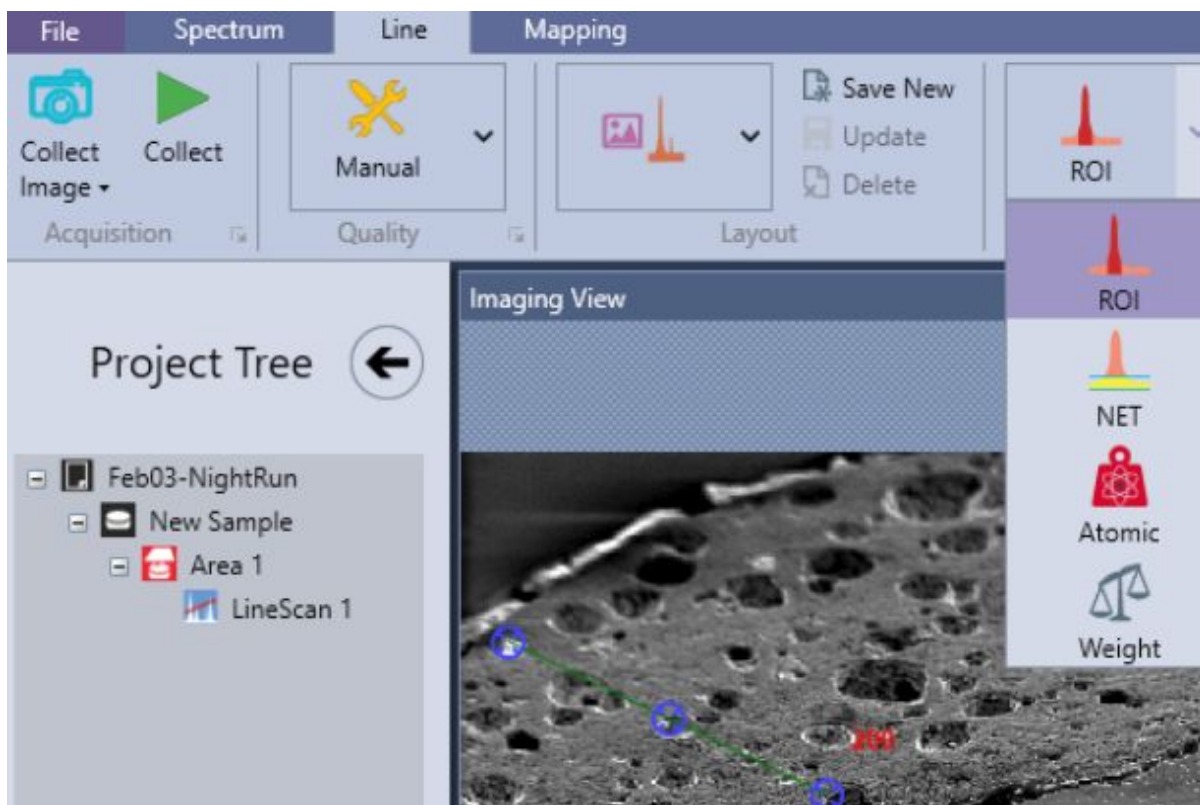 File
Spectrum
Line
Mapping
Collect
Image
Collect
Manual
Save New
Update
Delete
ROI
Acquisition
Quality
Layout
ROI
NET
Atomic
Weight
Project Tree
Feb03-NightRun
New Sample
Area 1
LineScan 1
Imaging View
200